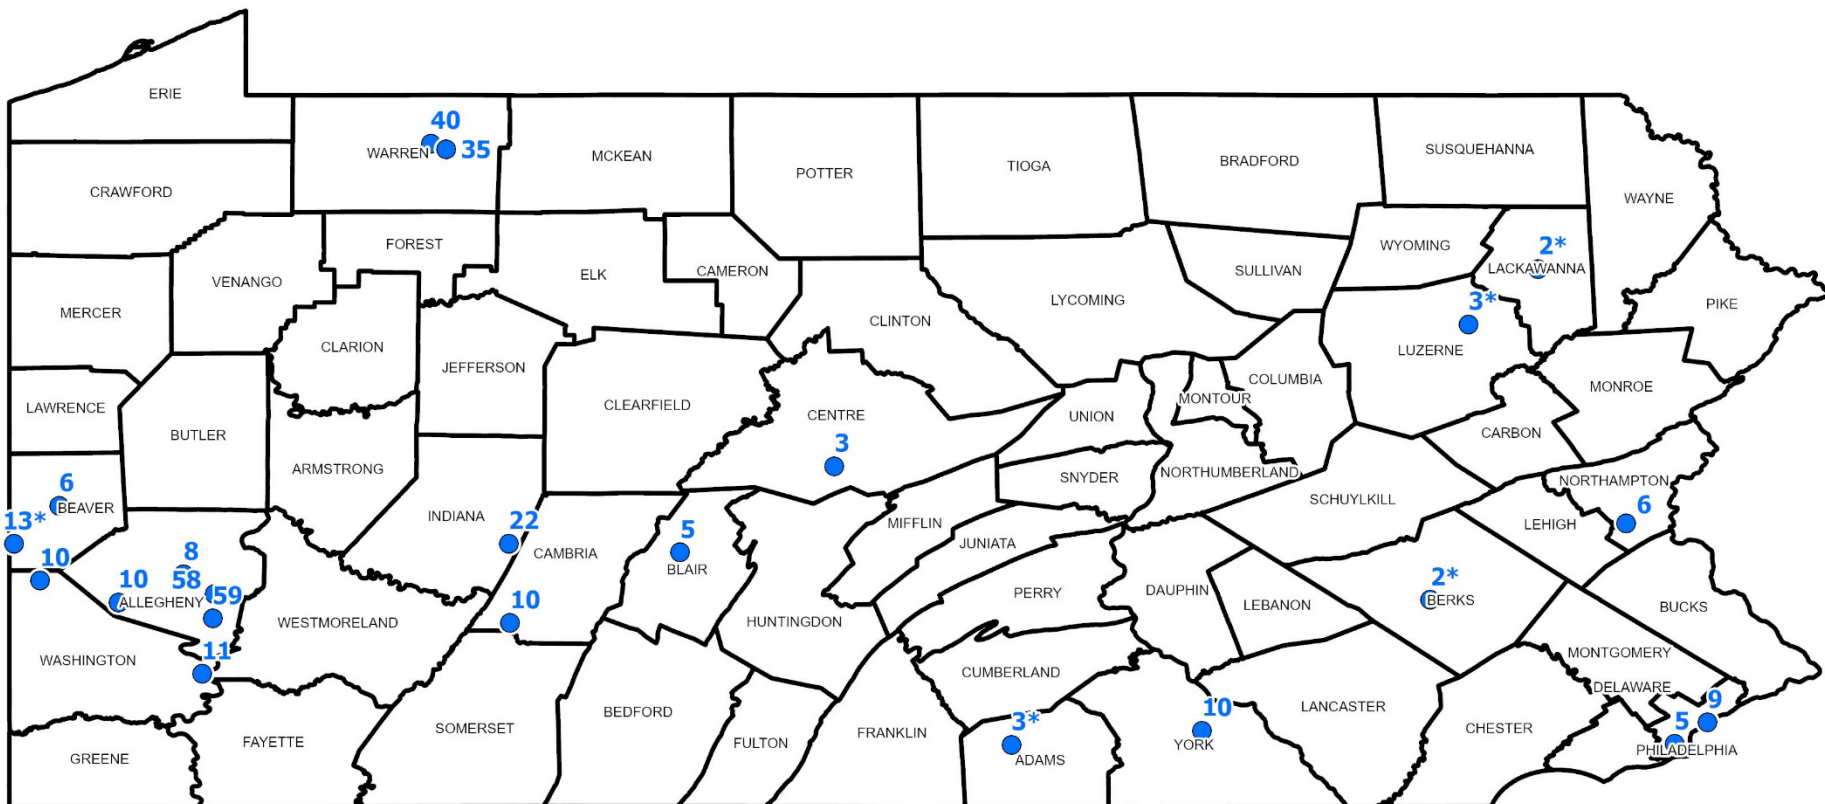 ERIE
40
WARREN
35
MCKEAN
POTTER
TIOGA
BRADFORD
SUSQUEHANNA
WAYNE
CRAWFORD
FOREST
VENANGO
ELK
CAMERON
SULLIVAN
WYOMING
2*
LACKAWANNA
MERCER
CLINTON
LYCOMING
3*
LUZERNE
PIKE
CLARION
JEFFERSON
CLEARFIELD
COLUMBIA
MONTOUR
MONROE
LAWRENCE
BUTLER
CENTRE
3
UNION
CARBON
ARMSTRONG
SNYDER
NORTHUMBERLAND
SCHUYLKILL
NORTHAMPTON
6
LEHIGH
6
BEAVER
13*
10
INDIANA
22
CAMBRIA
5
BLAIR
MIFFLIN
JUNIATA
8
58
59
10
ALLEGHENY
WESTMORELAND
10
HUNTINGDON
PERRY
DAUPHIN
LEBANON
2*
BERKS
BUCKS
WASHINGTON
11
CUMBERLAND
MONTGOMERY
DELAWARE
9
5
PHILADELPHIA
GREENE
FAYETTE
SOMERSET
BEDFORD
FULTON
FRANKLIN
3*
ADAMS
10
YORK
LANCASTER
CHESTER